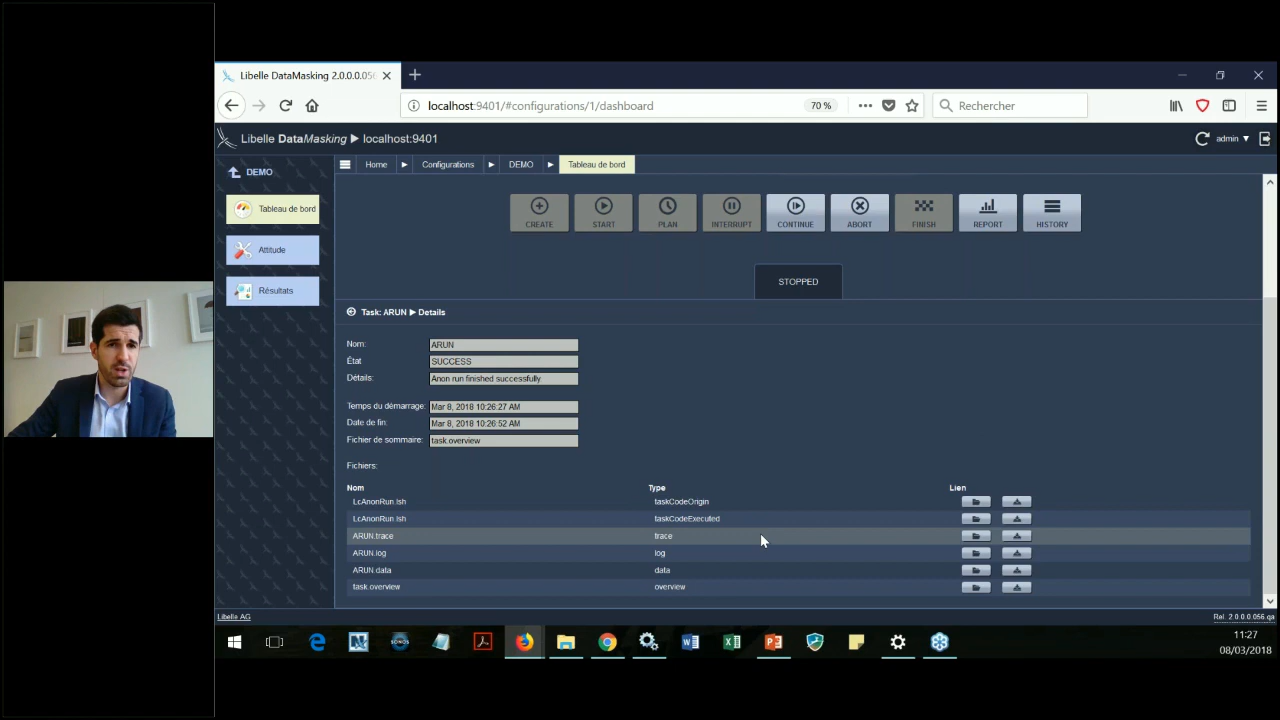 Libelle DataMasking 2.0.0.0.056
localhost:9401/#configurations/1/dashboard
70 %
Rechercher
Libelle DataMasking ▶ localhost:9401
admin
DEMO
Home
Configurations
DEMO
Tableau de bord
Tableau de bord
Attitude
Résultats
CREATE
START
PLAN
INTERRUPT
CONTINUE
ABORT
FINISH
REPORT
HISTORY
STOPPED
Task: ARUN ▶ Details
Nom: ARUN
État SUCCESS
Détails: Anon run finished successfully
Temps du démarrage: Mar 8, 2018 10:26:27 AM
Date de fin: Mar 8, 2018 10:26:52 AM
Fichier de sommaire: task.overview
Fichiers:
Nom Type Lien
LcAnonRun.lsh taskCodeOrigin
LcAnonRun.lsh taskCodeExecuted
ARUN.trace trace
ARUN.log log
ARUN.data data
task.overview overview
Libelle AG
Rel. 2.0.0.0.056.qa
SONOS
11:27
08/03/2018